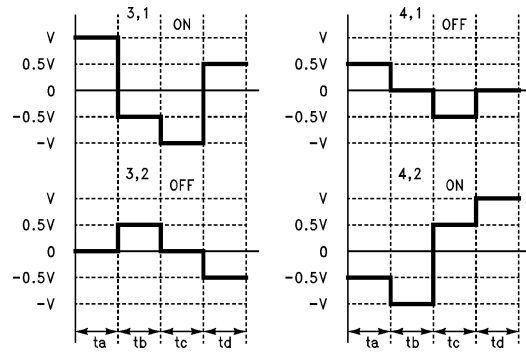 3,1
ON
V
0.5V
0
-0.5V
-V
4,1
OFF
V
0.5V
0
-0.5V
-V
3,2
OFF
V
0.5V
0
-0.5V
-V
ta tb tc td
4,2
ON
V
0.5V
0
-0.5V
-V
ta tb tc td